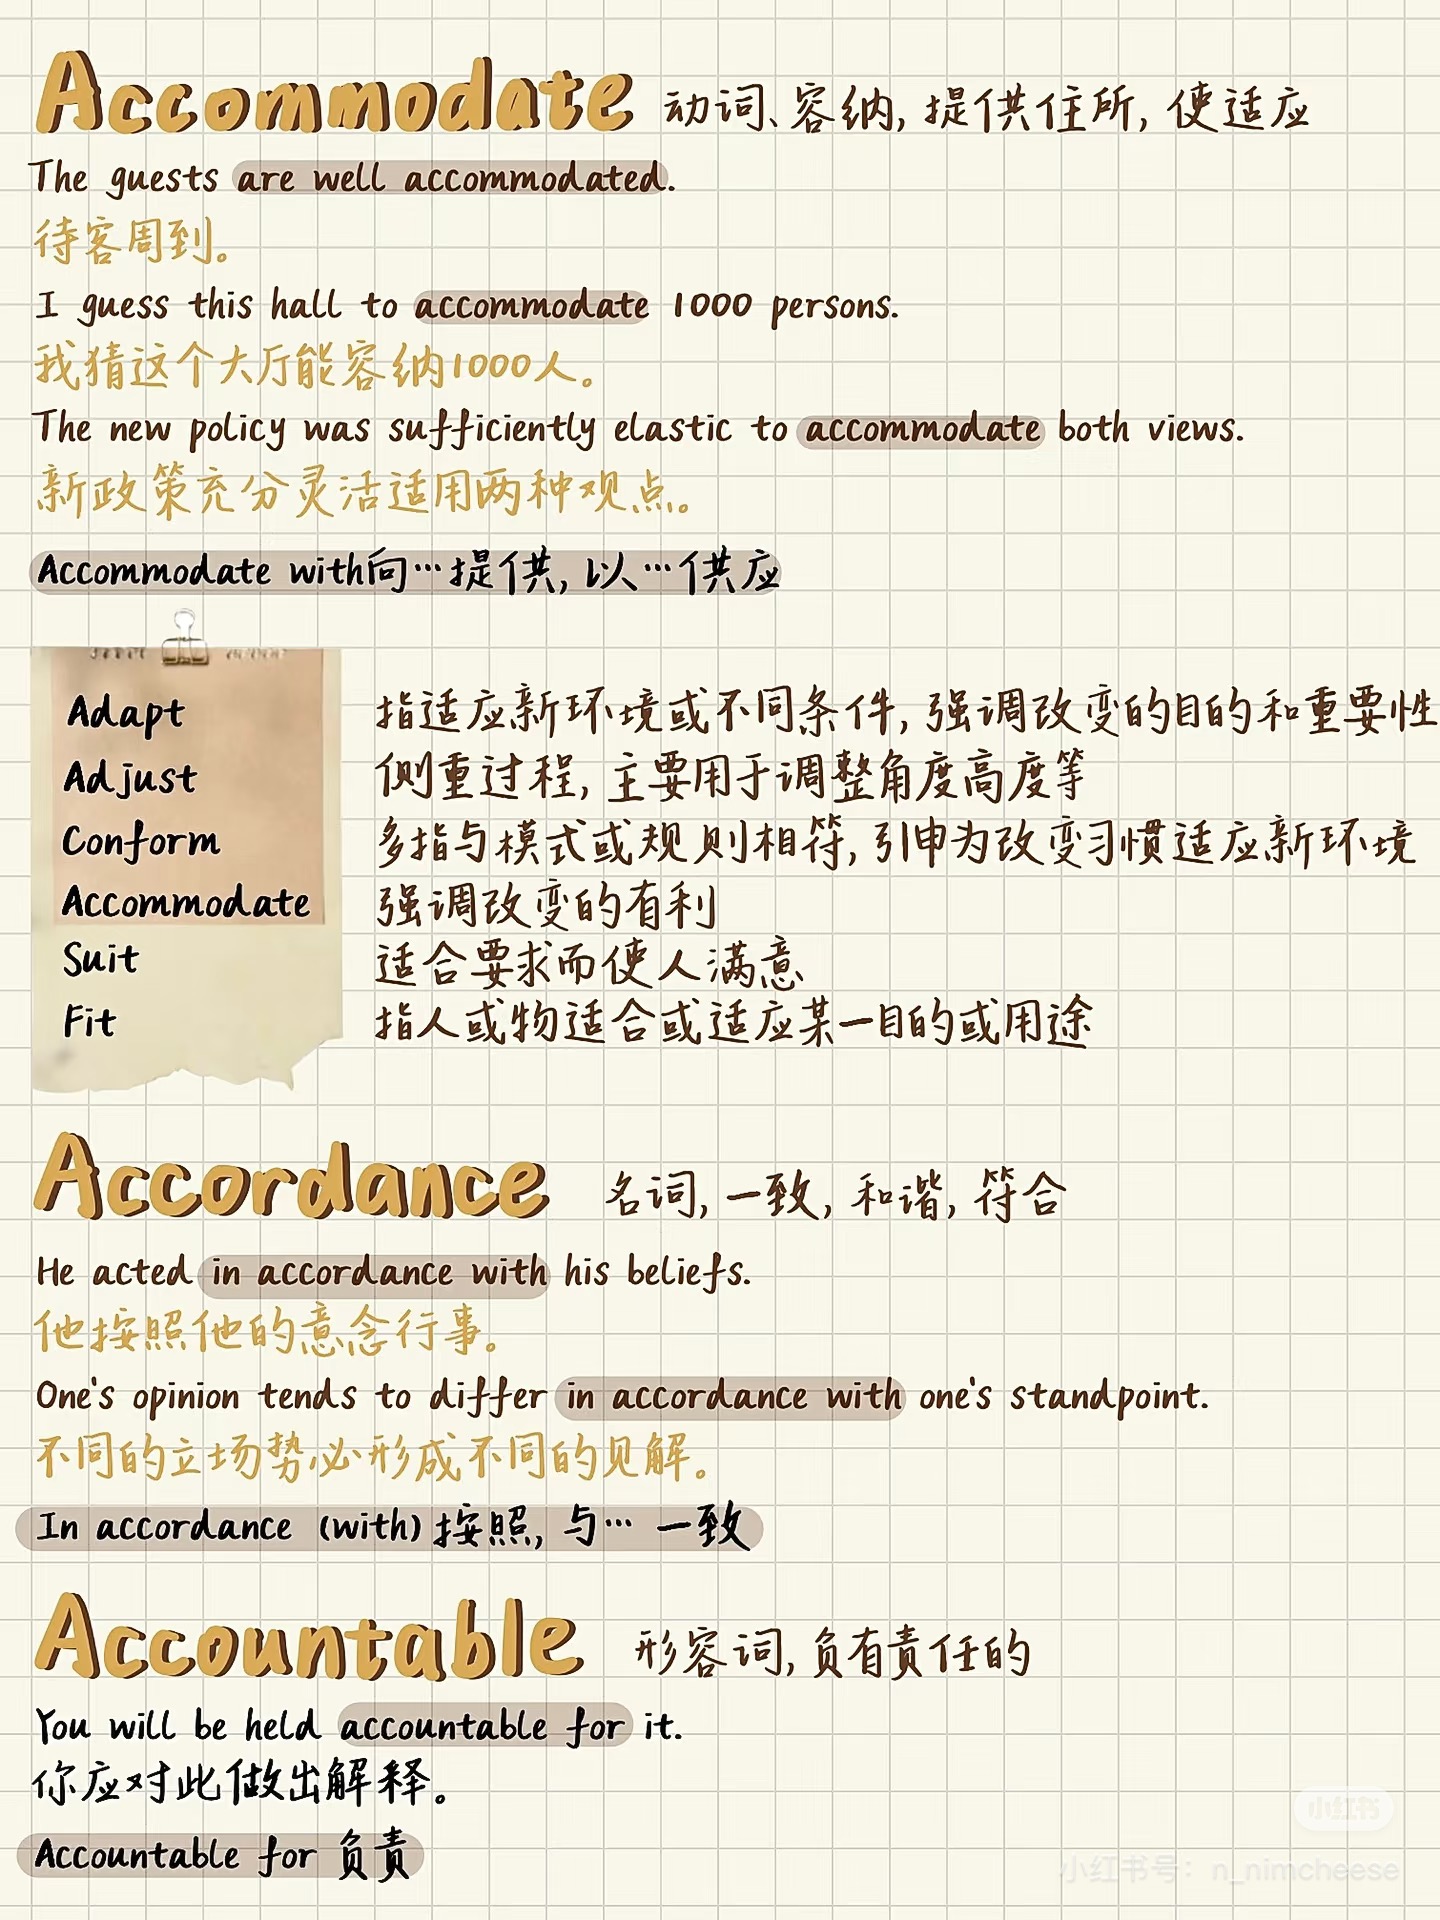 Accommodate 动词、容纳, 提供住所, 使适应
The guests are well accommodated.
待客周到。
I guess this hall to accommodate 1000 persons.
我猜这个大厅能容纳1000人。
The new policy was sufficiently elastic to accommodate both views.
新政策充分灵活适用两种观点。
Accommodate with向…提供, 以…供应
Adapt 指适应新环境或不同条件, 强调改变的目的和重要性
Adjust 侧重过程, 主要用于调整角度高度等
Conform 多指与模式或规则相符, 引申为改变习惯适应新环境
Accommodate 强调改变的有利
Suit 适合要求而使人满意
Fit 指人或物适合或适应某一目的或用途
Accordance 名词, 一致, 和谐, 符合
He acted in accordance with his beliefs.
他按照他的意念行事。
One's opinion tends to differ in accordance with one's standpoint.
不同的立场势必形成不同的见解。
In accordance (with) 按照, 与… 一致
Accountable 形容词, 负有责任的
You will be held accountable for it.
你应对此做出解释。
Accountable for 负责
小红书
小红书号: n_nimcheese